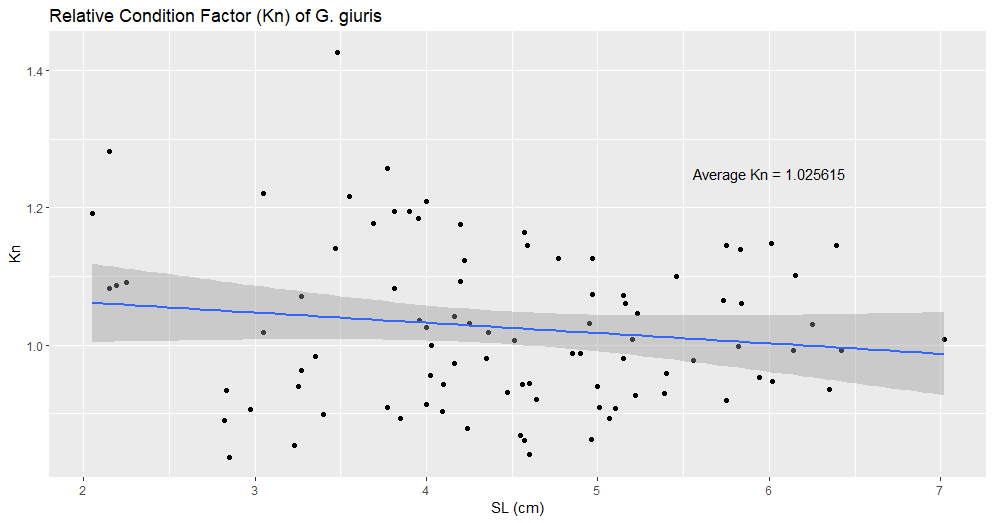 Relative Condition Factor (Kn) of G. giuris
1.4
Average Kn = 1.025615
1.2
Kn
1.0
2 3 4 5 6 7
SL (cm)